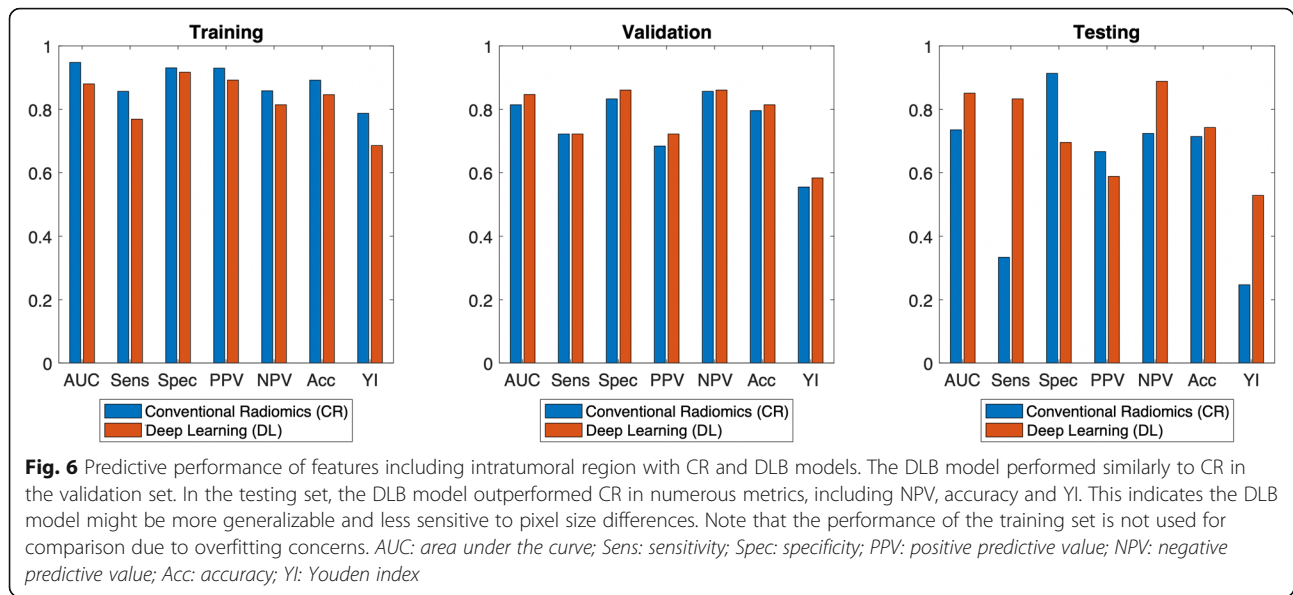 Training
1
0.8
0.6
0.4
0.2
0
AUC Sens Spec PPV NPV Acc YI
Conventional Radiomics (CR)
Deep Learning (DL)
Validation
1
0.8
0.6
0.4
0.2
0
AUC Sens Spec PPV NPV Acc YI
Conventional Radiomics (CR)
Deep Learning (DL)
Testing
1
0.8
0.6
0.4
0.2
0
AUC Sens Spec PPV NPV Acc YI
Conventional Radiomics (CR)
Deep Learning (DL)
Fig. 6 Predictive performance of features including intratumoral region with CR and DLB models. The DLB model performed similarly to CR in
the validation set. In the testing set, the DLB model outperformed CR in numerous metrics, including NPV, accuracy and YI. This indicates the DLB
model might be more generalizable and less sensitive to pixel size differences. Note that the performance of the training set is not used for
comparison due to overfitting concerns. AUC: area under the curve; Sens: sensitivity; Spec: specificity; PPV: positive predictive value; NPV: negative
predictive value; Acc: accuracy; YI: Youden index